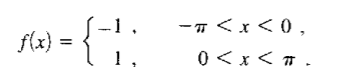 f(x) = { -1 , -π < x < 0 ,
1 , 0 < x < π .